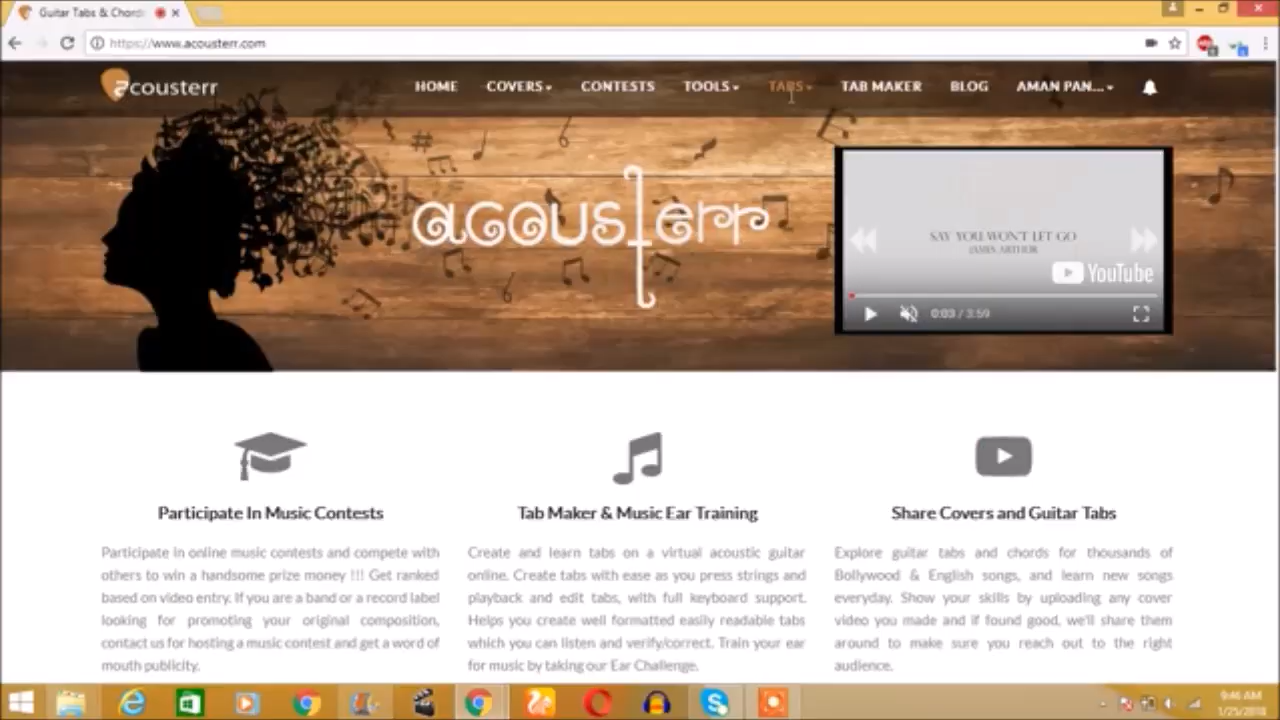 Guitar Tabs & Chords
https://www.acousterr.com
acousterr
HOME
COVERS
CONTESTS
TOOLS
TABS
TAB MAKER
BLOG
AMAN PAN...
acousterr
SAY YOU WON'T LET GO
JAMES ARTHUR
YouTube
0:03 / 3:59
Participate In Music Contests
Participate in online music contests and compete with
others to win a handsome prize money !!! Get ranked
based on video entry. If you are a band or a record label
looking for promoting your original composition,
contact us for hosting a music contest and get a word of
mouth publicity.
Tab Maker & Music Ear Training
Create and learn tabs on a virtual acoustic guitar
online. Create tabs with ease as you press strings and
playback and edit tabs, with full keyboard support.
Helps you create well formatted easily readable tabs
which you can listen and verify/correct. Train your ear
for music by taking our Ear Challenge.
Share Covers and Guitar Tabs
Explore guitar tabs and chords for thousands of
Bollywood & English songs, and learn new songs
everyday. Show your skills by uploading any cover
video you made and if found good, we'll share them
around to make sure you reach out to the right
audience.
9:46 AM
1/25/2018